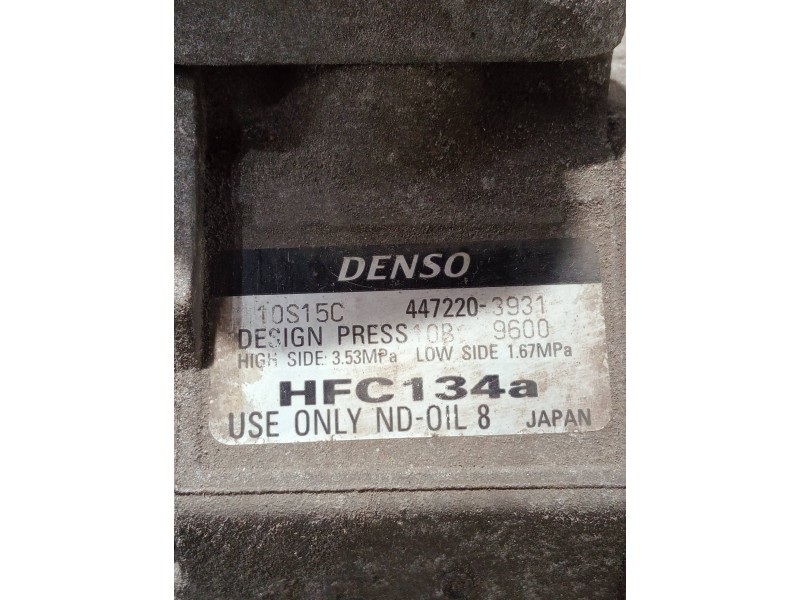 DENSO
10S15C 447220-3931
DESIGN PRESS 10B 9600
HIGH SIDE 3.53MPa LOW SIDE 1.67MPa
HFC134a
USE ONLY ND-OIL 8 JAPAN